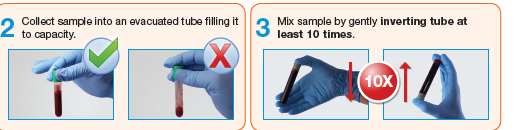 2 Collect sample into an evacuated tube filling it
to capacity.
3 Mix sample by gently inverting tube at
least 10 times.
10X